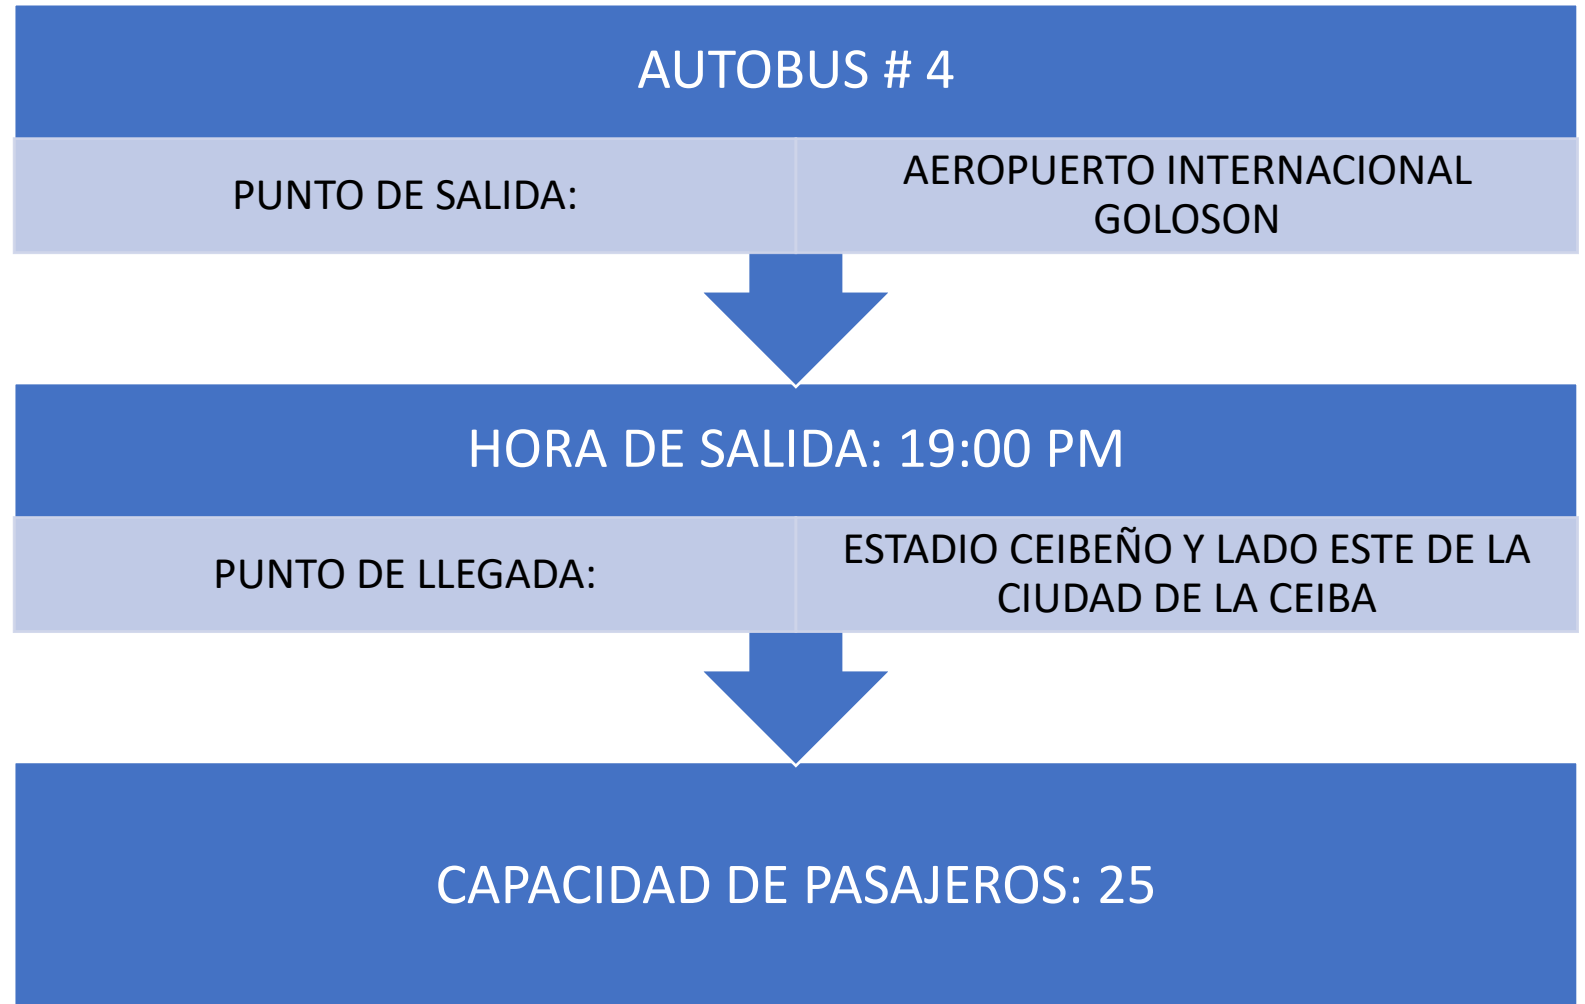 AUTOBUS # 4
PUNTO DE SALIDA:
AEROPUERTO INTERNACIONAL
GOLOSON
HORA DE SALIDA: 19:00 PM
PUNTO DE LLEGADA:
ESTADIO CEIBEÑO Y LADO ESTE DE LA
CIUDAD DE LA CEIBA
CAPACIDAD DE PASAJEROS: 25